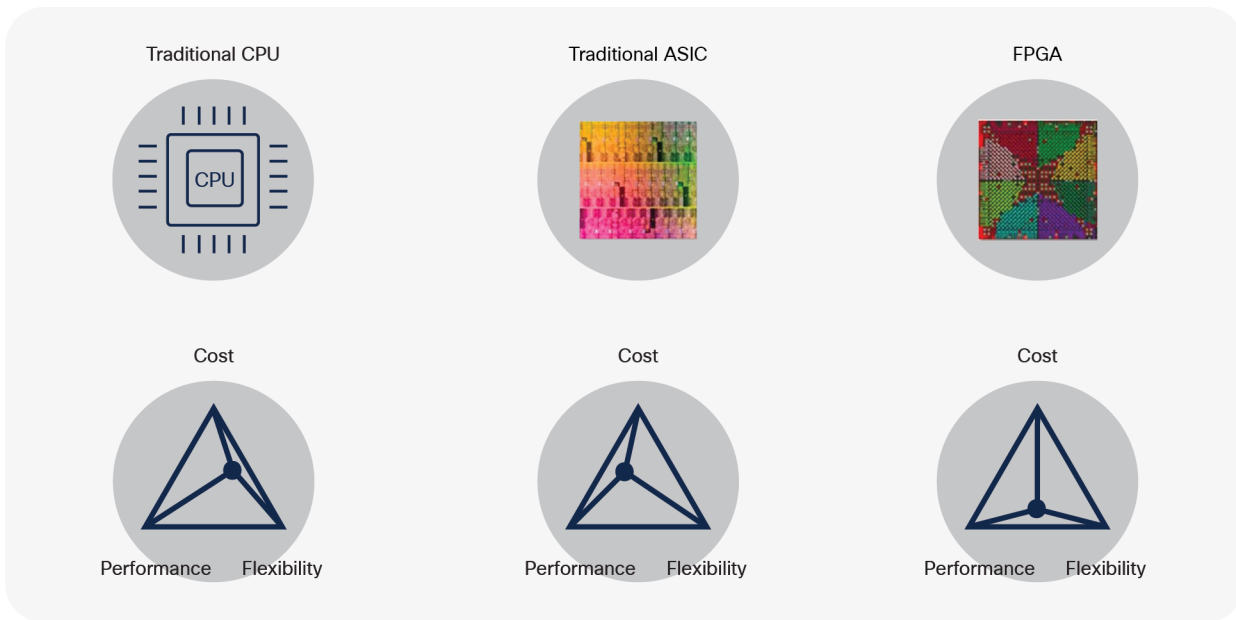 Traditional CPU
Traditional ASIC
FPGA
CPU
Cost
Cost
Cost
Performance
Flexibility
Performance
Flexibility
Performance
Flexibility